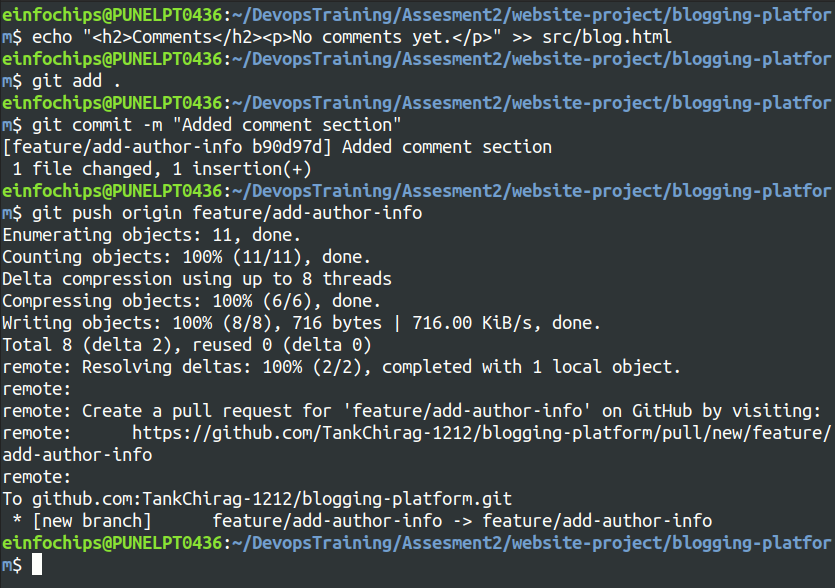 einfochips@PUNELPT0436:~/DevopsTraining/Assesment2/website-project/blogging-platfor
m$ echo "<h2>Comments</h2><p>No comments yet.</p>" >> src/blog.html
einfochips@PUNELPT0436:~/DevopsTraining/Assesment2/website-project/blogging-platfor
m$ git add .
einfochips@PUNELPT0436:~/DevopsTraining/Assesment2/website-project/blogging-platfor
m$ git commit -m "Added comment section"
[feature/add-author-info b90d97d] Added comment section
 1 file changed, 1 insertion(+)
einfochips@PUNELPT0436:~/DevopsTraining/Assesment2/website-project/blogging-platfor
m$ git push origin feature/add-author-info
Enumerating objects: 11, done.
Counting objects: 100% (11/11), done.
Delta compression using up to 8 threads
Compressing objects: 100% (6/6), done.
Writing objects: 100% (8/8), 716 bytes | 716.00 KiB/s, done.
Total 8 (delta 2), reused 0 (delta 0)
remote: Resolving deltas: 100% (2/2), completed with 1 local object.
remote:
remote: Create a pull request for 'feature/add-author-info' on GitHub by visiting:
remote:      https://github.com/TankChirag-1212/blogging-platform/pull/new/feature/
add-author-info
remote:
To github.com:TankChirag-1212/blogging-platform.git
 * [new branch]      feature/add-author-info -> feature/add-author-info
einfochips@PUNELPT0436:~/DevopsTraining/Assesment2/website-project/blogging-platfor
m$